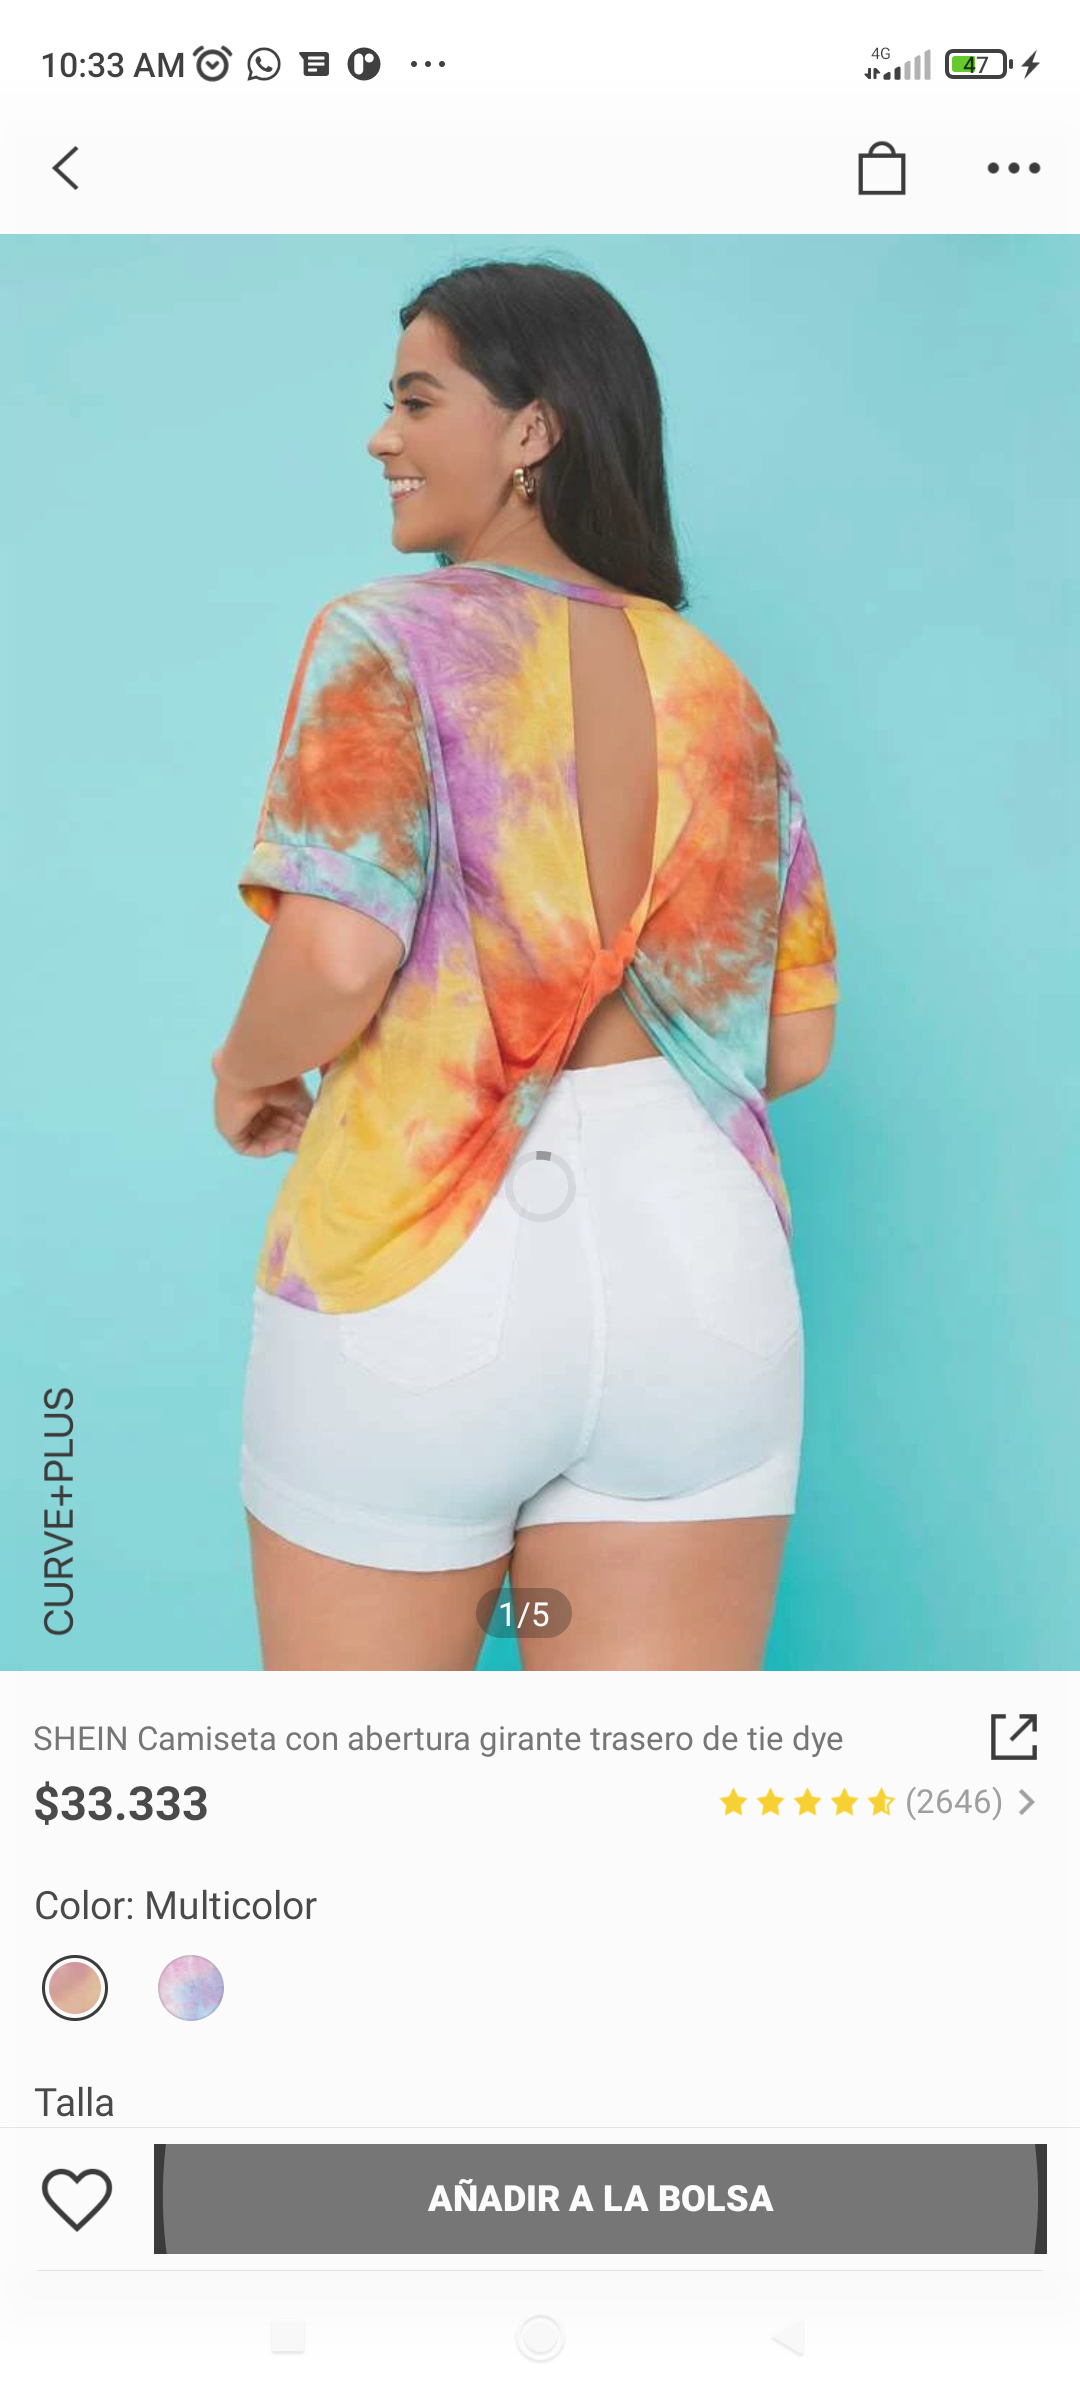 10:33 AM
4G
47
CURVE+PLUS
1/5
SHEIN Camiseta con abertura girante trasero de tie dye
$33.333
(2646)
Color: Multicolor
Talla
AÑADIR A LA BOLSA